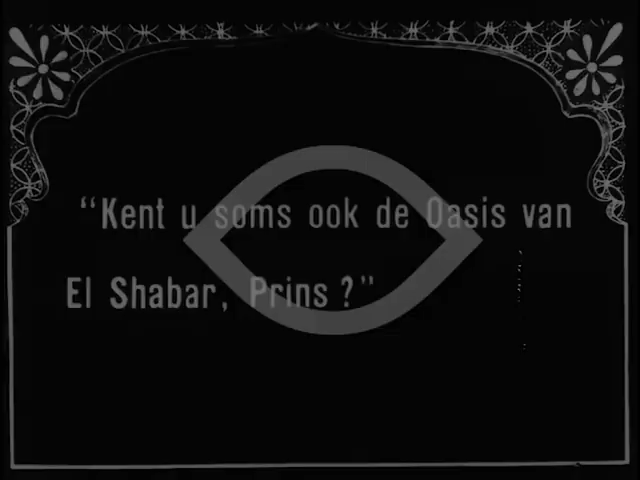 “Kent u soms ook de Oasis van
El Shabar, Prins?”